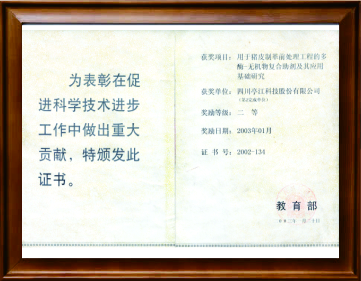 为表彰在促
进科学技术进步
工作中做出重大
贡献，特颁发此
证书。
获奖项目：用于猪皮制革前处理工程的多
酶-无机物复合助剂及其应用
基础研究
获奖单位：四川亭江科技股份有限公司
奖励等级：二 等
奖励日期：2003年01月
证 书 号：2002-134
教育部